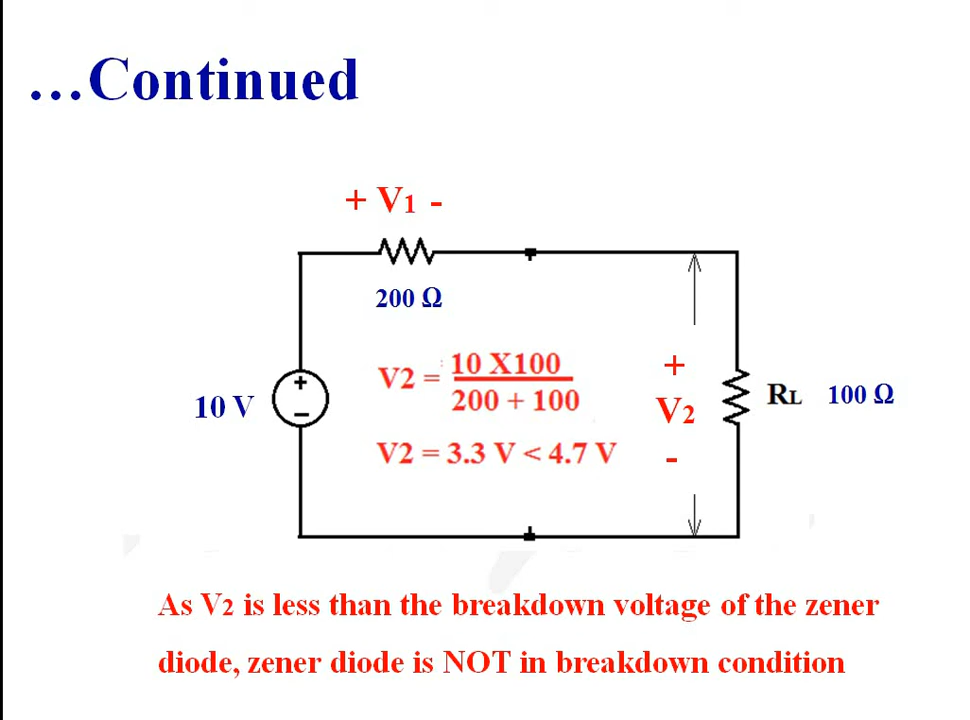 ...Continued
+ V1 -
200 Ω
V2 = 10 X100
200 + 100
V2 = 3.3 V < 4.7 V
10 V
+
−
+
V2
-
RL 100 Ω
As V2 is less than the breakdown voltage of the zener
diode, zener diode is NOT in breakdown condition